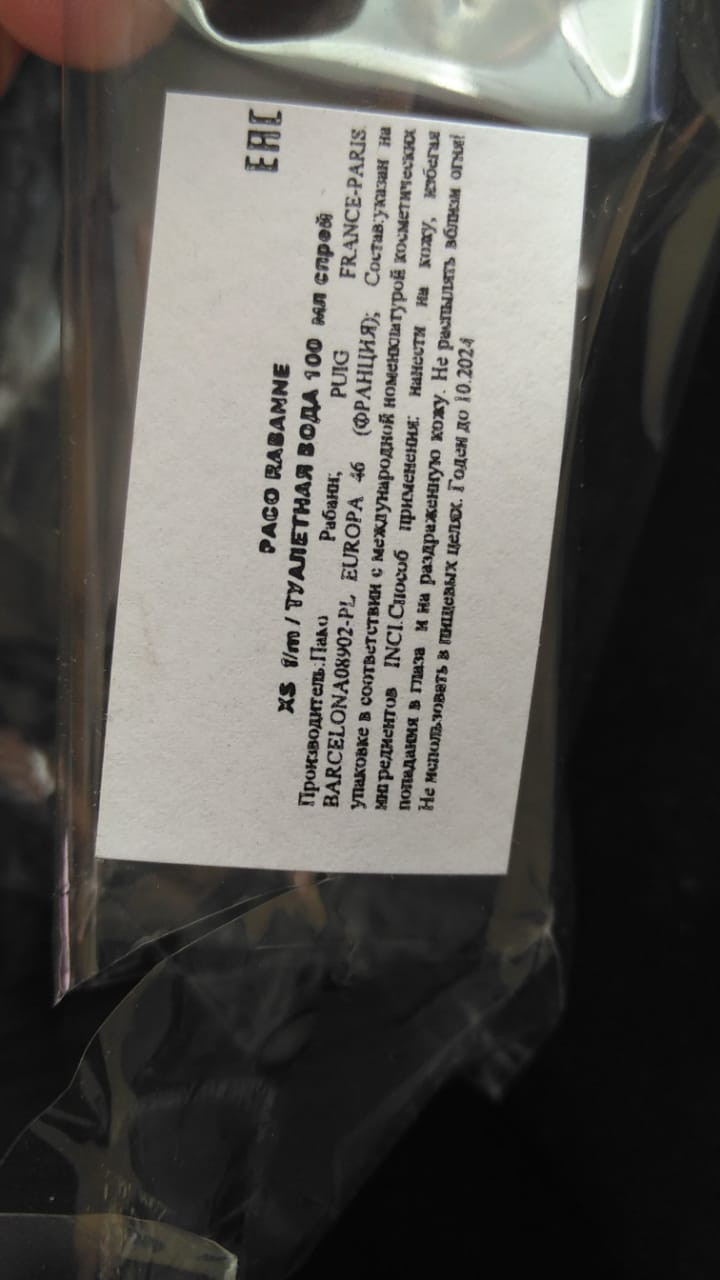 EAC
PACO RABAMNE
XS f/m / ТУАЛЕТНАЯ ВОДА 100 мл спрей
Производитель:Пако Рабанн; PUIG FRANCE-PARIS.
BARCELONA08902-PL EUROPA 46 (ФРАНЦИЯ); Состав:указан на
упаковке в соответствии с международной номенклатурой косметических
ингредиентов INCI.Способ применения: нанести на кожу, избегая
попадания в глаза и на раздраженную кожу. Не распылять вблизи огня!
Не использовать в пищевых целях. Годен до 10.2024